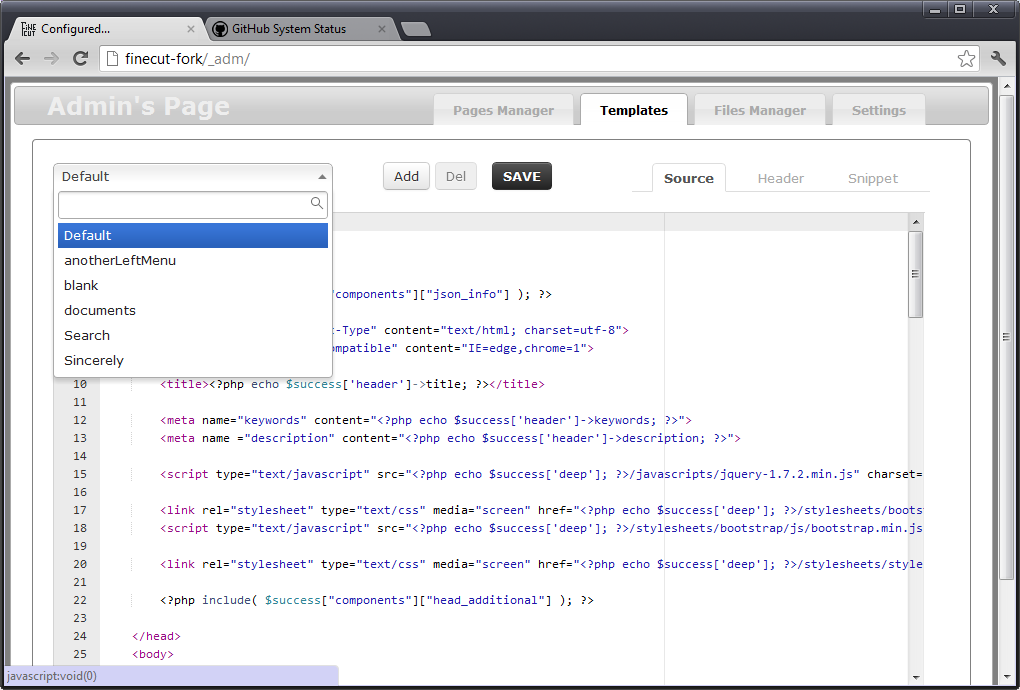 FINE CUT Configured...
GitHub System Status
finecut-fork/_adm/
Admin's Page
Pages Manager
Templates
Files Manager
Settings
Default
Add
Del
SAVE
Source
Header
Snippet
Default
anotherLeftMenu
blank
documents
Search
Sincerely
"components"]["json_info"] ); ?>
-Type" content="text/html; charset=utf-8">
mpatible" content="IE=edge,chrome=1">
10 <title><?php echo $success['header']->title; ?></title>
11
12 <meta name="keywords" content="<?php echo $success['header']->keywords; ?>">
13 <meta name ="description" content="<?php echo $success['header']->description; ?>">
14
15 <script type="text/javascript" src="<?php echo $success['deep']; ?>/javascripts/jquery-1.7.2.min.js" charset=
16
17 <link rel="stylesheet" type="text/css" media="screen" href="<?php echo $success['deep']; ?>/stylesheets/boots
18 <script type="text/javascript" src="<?php echo $success['deep']; ?>/stylesheets/bootstrap/js/bootstrap.min.js
19
20 <link rel="stylesheet" type="text/css" media="screen" href="<?php echo $success['deep']; ?>/stylesheets/style
21
22 <?php include( $success["components"]["head_additional"] ); ?>
23
24 </head>
25 <body>
javascript:void(0)